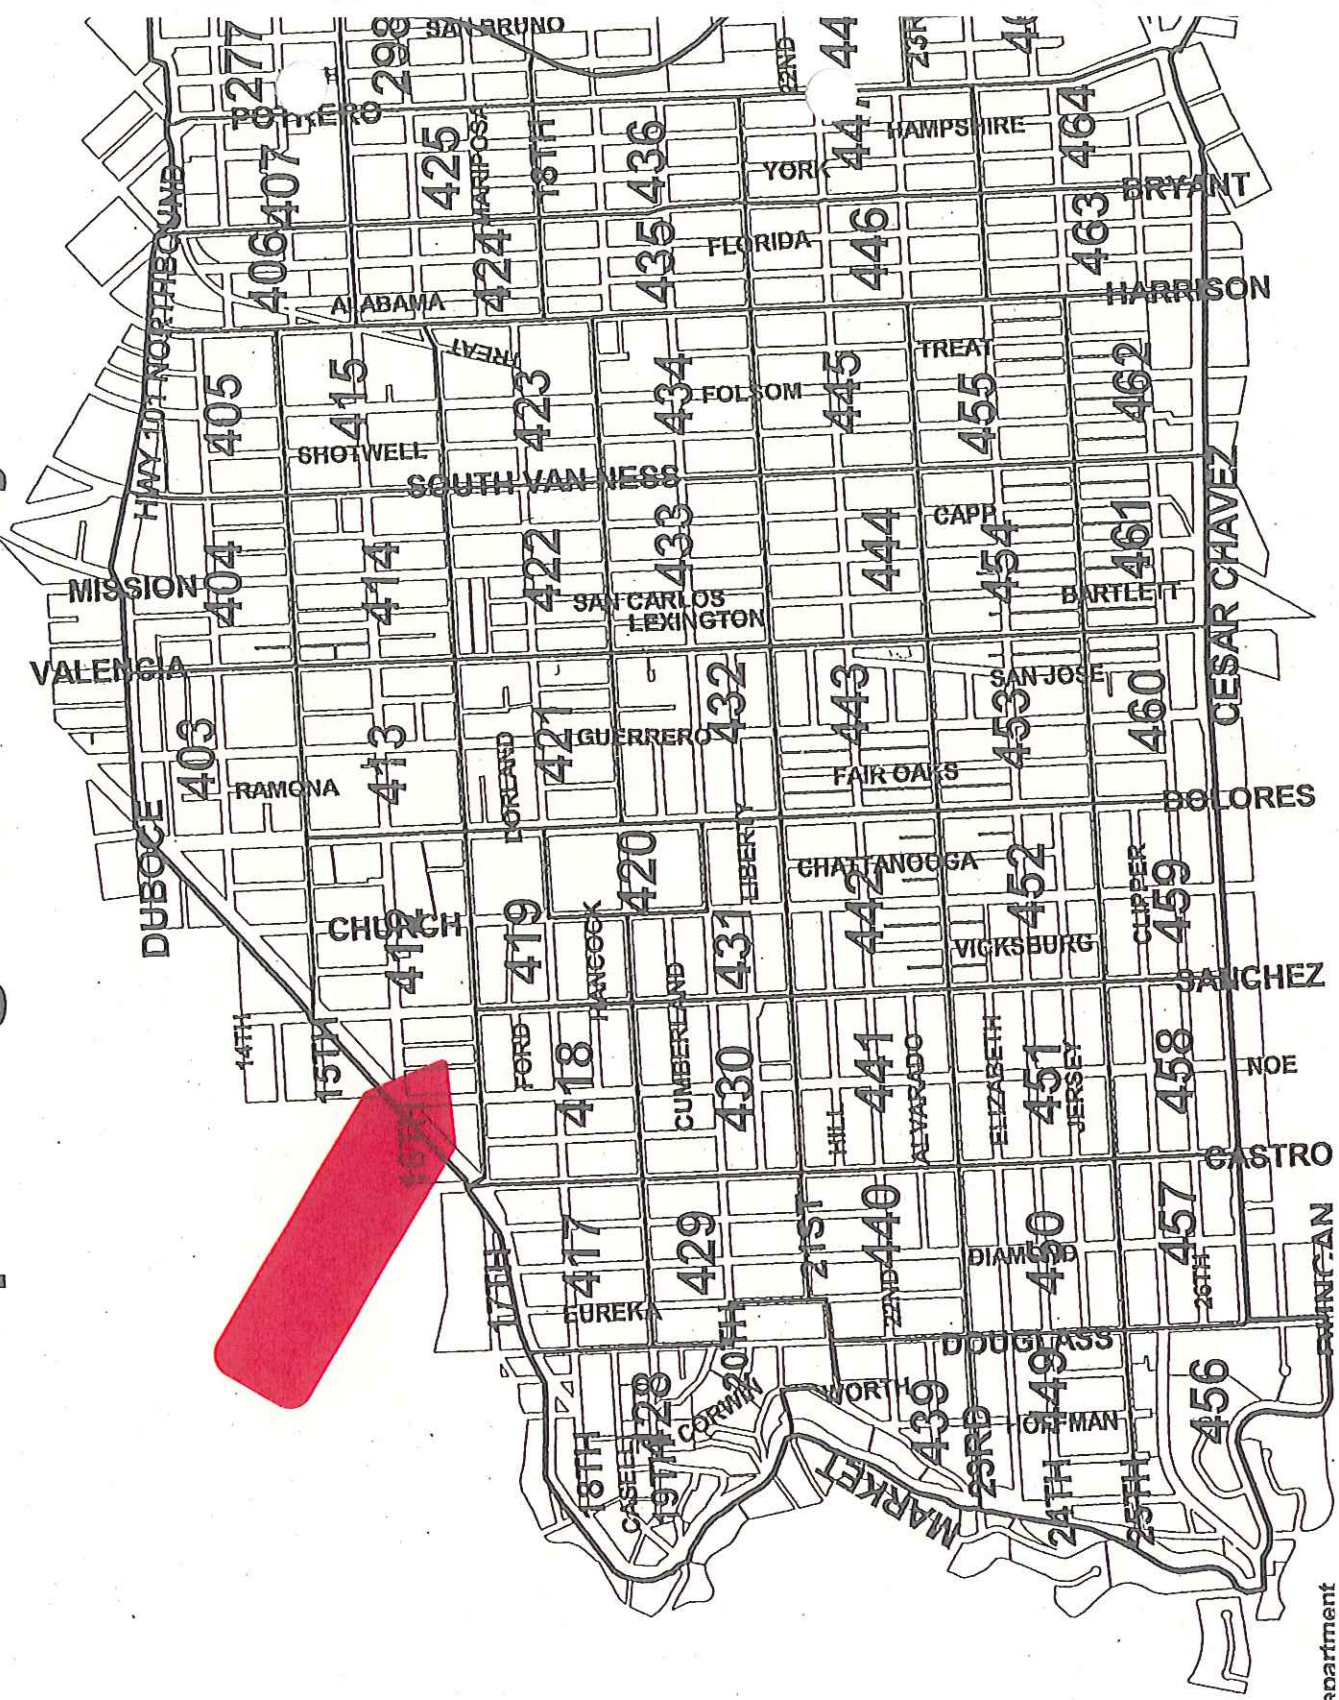 SAN BRUNO
277
298
22ND
POTRERO
HAMPSHIRE
407
425
MARIPOSA
18TH
436
YORK
464
BRYANT
HWY 101 NORTHBOUND
406
424
435
FLORIDA
446
463
ALABAMA
HARRISON
TREAT
TREAT
405
415
423
434
FOLSOM
445
455
462
SHOTWELL
SOUTH VAN NESS
CAPP
MISSION
404
414
422
433
444
454
461
SAN CARLOS
LEXINGTON
BARTLETT
CESAR CHAVEZ
VALENCIA
403
413
421
432
443
SAN JOSE
453
460
GUERRERO
RAMONA
DORLAND
FAIR OAKS
DOLORES
DUBOCE
420
LIBERTY
CHATTANOOGA
442
452
CLIPPER
459
CHURCH
412
419
HANCOCK
431
VICKSBURG
SANCHEZ
14TH
15TH
FORD
418
CUMBERLAND
430
HILL
441
ALVARADO
ELIZABETH
451
JERSEY
458
NOE
16TH
CASTRO
17TH
417
429
21ST
440
22ND
DIAMOND
450
457
26TH
EUREKA
20TH
DOUGLASS
DUNCAN
428
CORWIN
WORTH
439
449
HOFFMAN
456
18TH
CASELLI
19TH
MARKET
23RD
24TH
25TH
epartment